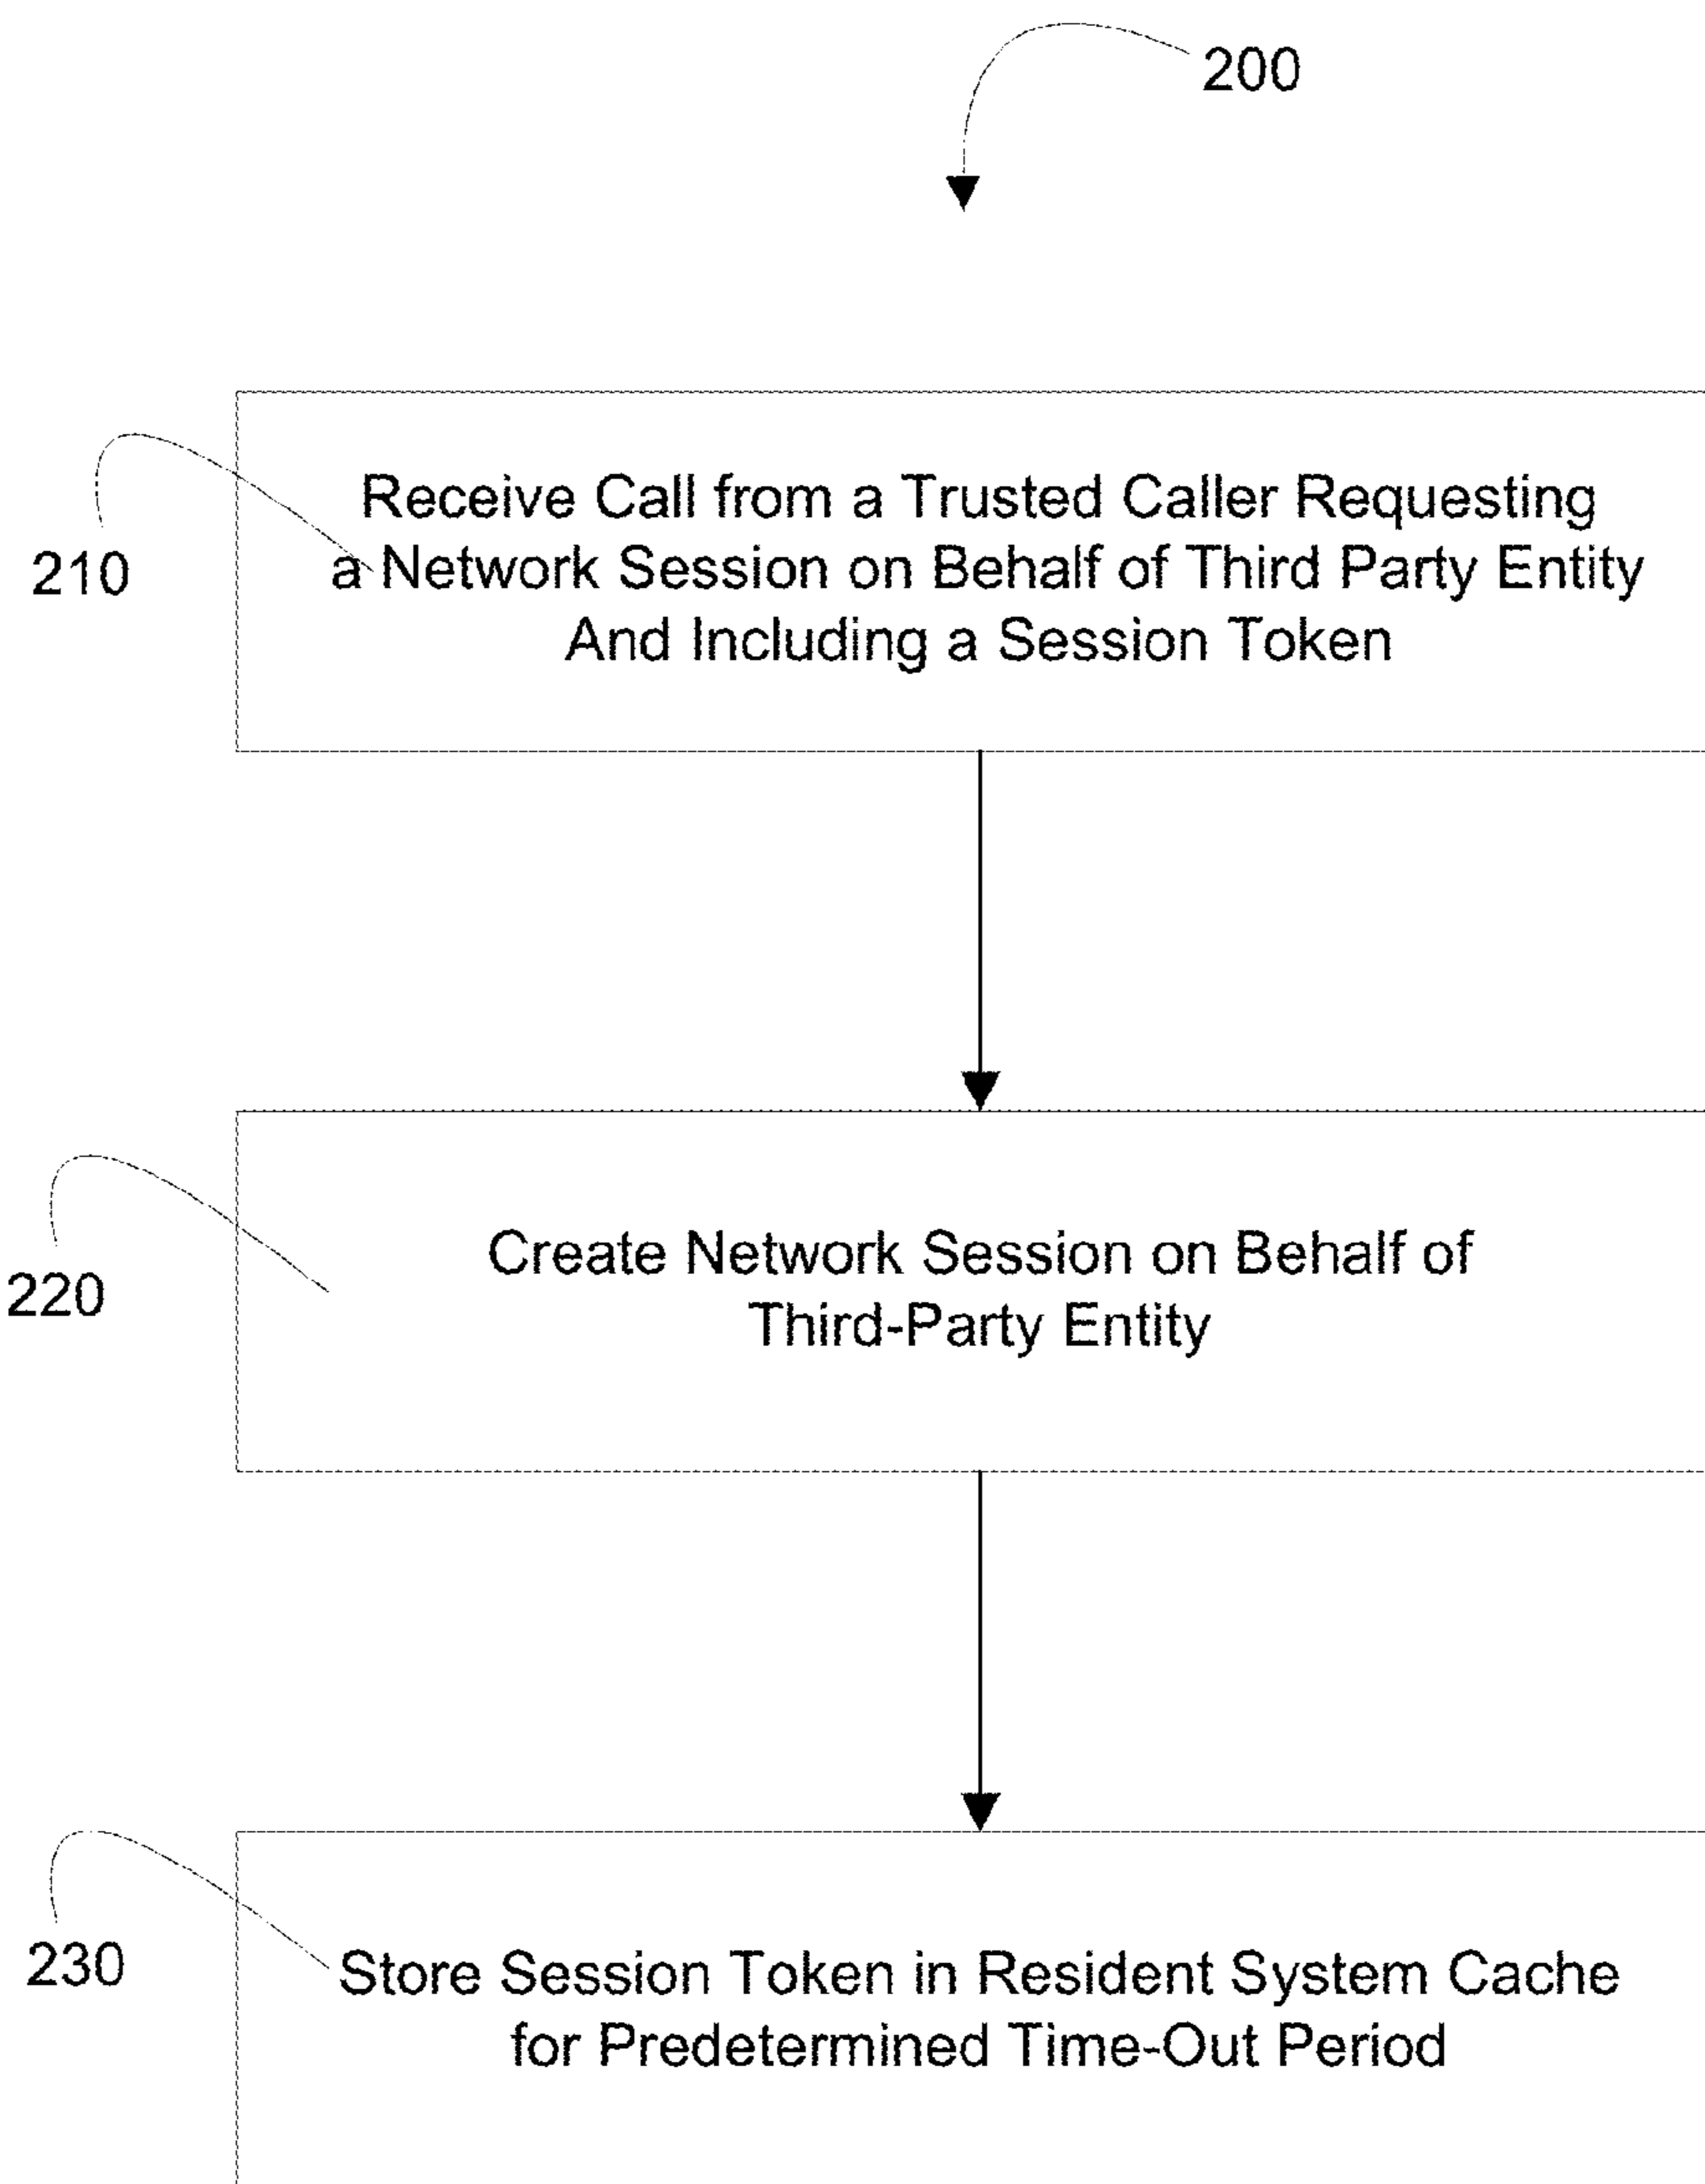 200
Receive Call from a Trusted Caller Requesting
a Network Session on Behalf of Third Party Entity
And Including a Session Token
210
Create Network Session on Behalf of
Third-Party Entity
220
Store Session Token in Resident System Cache
for Predetermined Time-Out Period
230